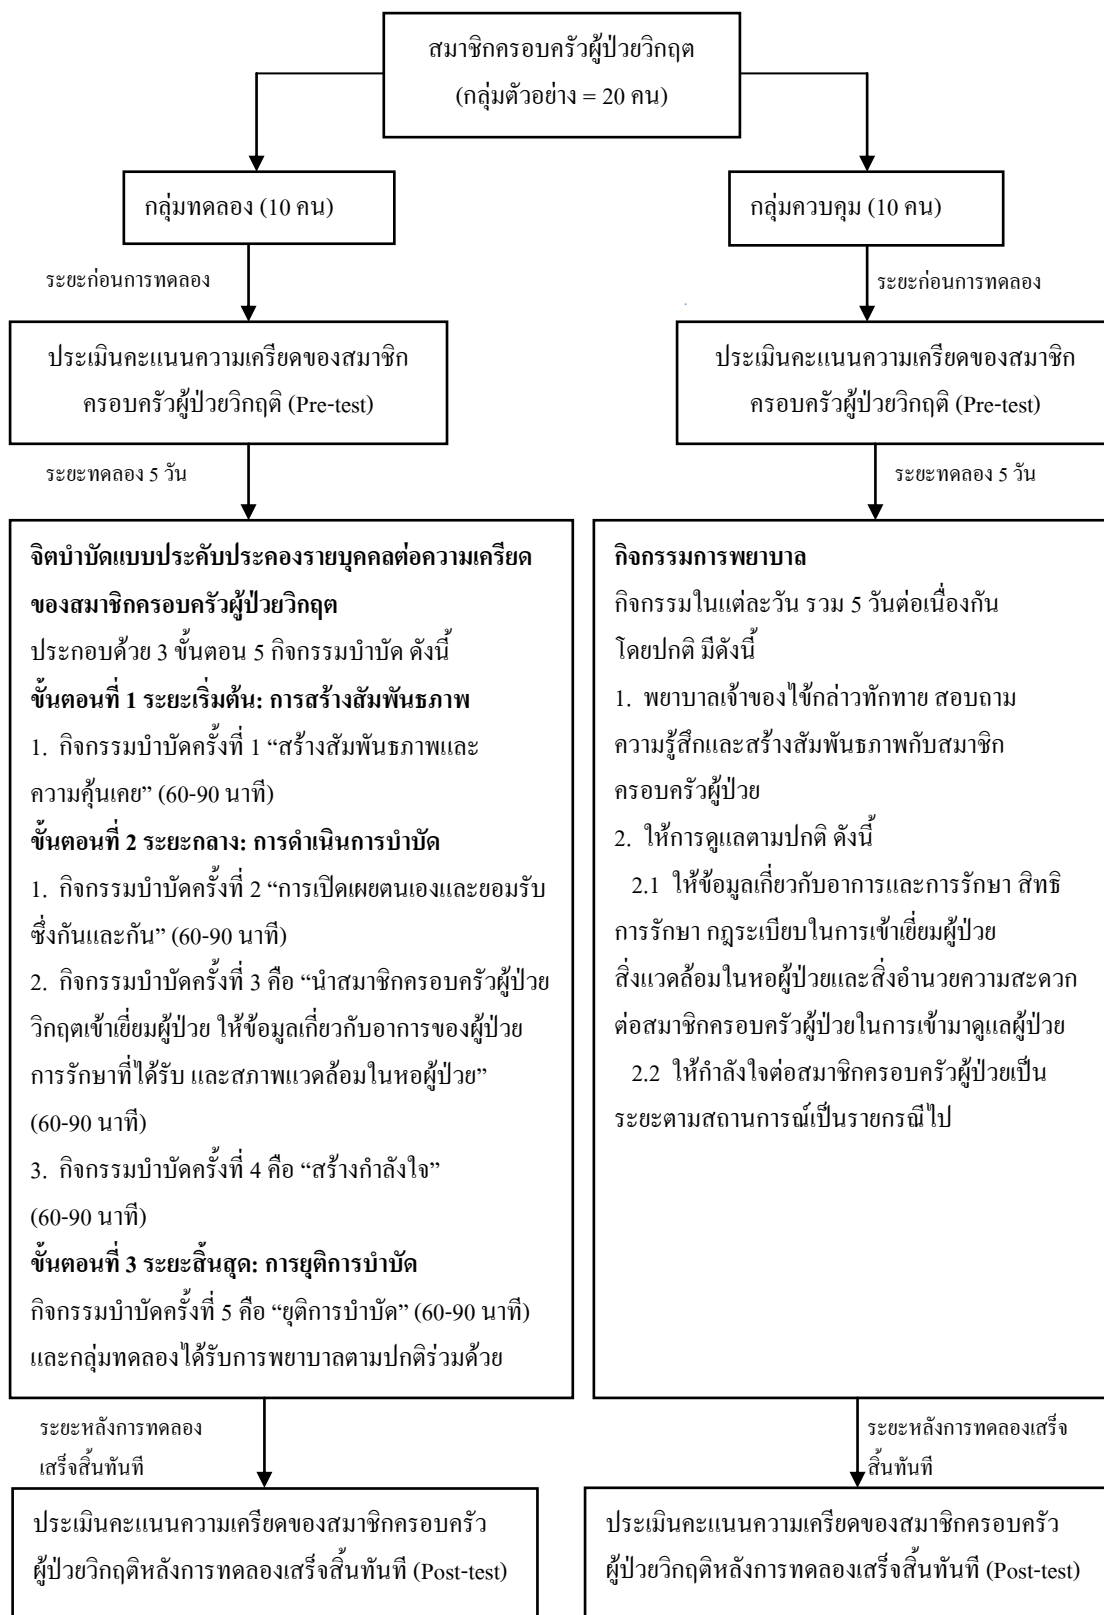 สมาชิกครอบครัวผู้ป่วยวิกฤต
(กลุ่มตัวอย่าง = 20 คน)
กลุ่มทดลอง (10 คน)
กลุ่มควบคุม (10 คน)
ระยะก่อนการทดลอง
ระยะก่อนการทดลอง
ประเมินคะแนนความเครียดของสมาชิก
ครอบครัวผู้ป่วยวิกฤติ (Pre-test)
ประเมินคะแนนความเครียดของสมาชิก
ครอบครัวผู้ป่วยวิกฤติ (Pre-test)
ระยะทดลอง 5 วัน
ระยะทดลอง 5 วัน
จิตบำบัดแบบประคับประคองรายบุคคลต่อความเครียด
ของสมาชิกครอบครัวผู้ป่วยวิกฤต
ประกอบด้วย 3 ขั้นตอน 5 กิจกรรมบำบัด ดังนี้
ขั้นตอนที่ 1 ระยะเริ่มต้น: การสร้างสัมพันธภาพ
1. กิจกรรมบำบัดครั้งที่ 1 “สร้างสัมพันธภาพและ
ความคุ้นเคย” (60-90 นาที)
ขั้นตอนที่ 2 ระยะกลาง: การดำเนินการบำบัด
1. กิจกรรมบำบัดครั้งที่ 2 “การเปิดเผยตนเองและยอมรับ
ซึ่งกันและกัน” (60-90 นาที)
2. กิจกรรมบำบัดครั้งที่ 3 คือ “นำสมาชิกครอบครัวผู้ป่วย
วิกฤตเข้าเยี่ยมผู้ป่วย ให้ข้อมูลเกี่ยวกับอาการของผู้ป่วย
การรักษาที่ได้รับ และสภาพแวดล้อมในหอผู้ป่วย”
(60-90 นาที)
3. กิจกรรมบำบัดครั้งที่ 4 คือ “สร้างกำลังใจ”
(60-90 นาที)
ขั้นตอนที่ 3 ระยะสิ้นสุด: การยุติการบำบัด
กิจกรรมบำบัดครั้งที่ 5 คือ “ยุติการบำบัด” (60-90 นาที)
และกลุ่มทดลองได้รับการพยาบาลตามปกติร่วมด้วย
กิจกรรมการพยาบาล
กิจกรรมในแต่ละวัน รวม 5 วันต่อเนื่องกัน
โดยปกติ มีดังนี้
1. พยาบาลเจ้าของไข้กล่าวทักทาย สอบถาม
ความรู้สึกและสร้างสัมพันธภาพกับสมาชิก
ครอบครัวผู้ป่วย
2. ให้การดูแลตามปกติ ดังนี้
2.1 ให้ข้อมูลเกี่ยวกับอาการและการรักษา สิทธิ
การรักษา กฎระเบียบในการเข้าเยี่ยมผู้ป่วย
สิ่งแวดล้อมในหอผู้ป่วยและสิ่งอำนวยความสะดวก
ต่อสมาชิกครอบครัวผู้ป่วยในการเข้ามาดูแลผู้ป่วย
2.2 ให้กำลังใจต่อสมาชิกครอบครัวผู้ป่วยเป็น
ระยะตามสถานการณ์เป็นรายกรณีไป
ระยะหลังการทดลอง
เสร็จสิ้นทันที
ระยะหลังการทดลองเสร็จ
สิ้นทันที
ประเมินคะแนนความเครียดของสมาชิกครอบครัว
ผู้ป่วยวิกฤติหลังการทดลองเสร็จสิ้นทันที (Post-test)
ประเมินคะแนนความเครียดของสมาชิกครอบครัว
ผู้ป่วยวิกฤติหลังการทดลองเสร็จสิ้นทันที (Post-test)